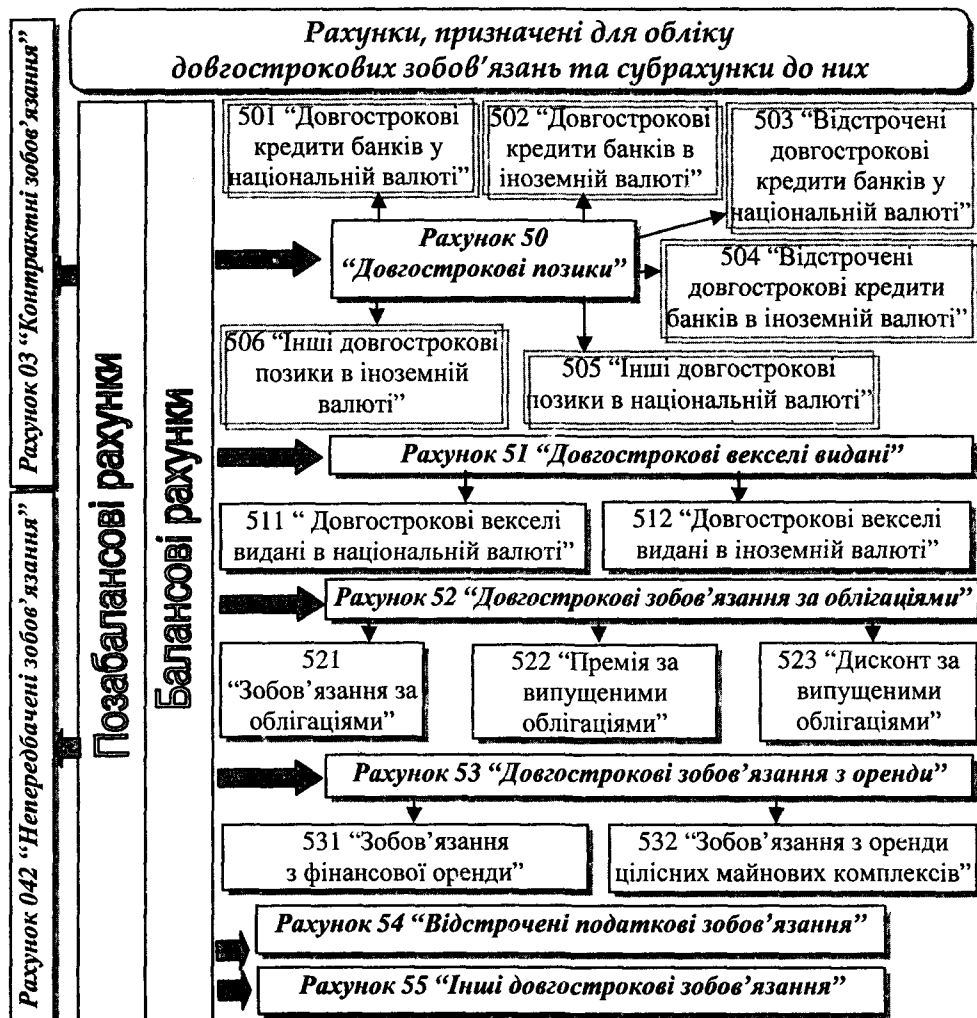 Рахунки, призначені для обліку
довгострокових зобов’язань та субрахунки до них
Рахунок 03 “Контрактні зобов’язання”
Рахунок 042 “Непередбачені зобов’язання”
Позабалансові рахунки
Балансові рахунки
501 “Довгострокові
кредити банків у
національній валюті”
502 “Довгострокові
кредити банків в
іноземній валюті”
503 “Відстрочені
довгострокові
кредити банків у
національній валюті”
Рахунок 50
“Довгострокові позики”
504 “Відстрочені
довгострокові кредити
банків в іноземній валюті”
506 “Інші довгострокові
позики в іноземній
валюті”
505 “Інші довгострокові
позики в національній валюті”
Рахунок 51 “Довгострокові векселі видані”
511 “ Довгострокові векселі
видані в національній валюті”
512 “Довгострокові векселі
видані в іноземній валюті”
Рахунок 52 “Довгострокові зобов’язання за облігаціями”
521
“Зобов’язання за
облігаціями”
522 “Премія за
випущеними
облігаціями”
523 “Дисконт за
випущеними
облігаціями”
Рахунок 53 “Довгострокові зобов’язання з оренди”
531 “Зобов’язання
з фінансової оренди”
532 “Зобов’язання з оренди
цілісних майнових комплексів”
Рахунок 54 “Відстрочені податкові зобов’язання”
Рахунок 55 “Інші довгострокові зобов’язання”